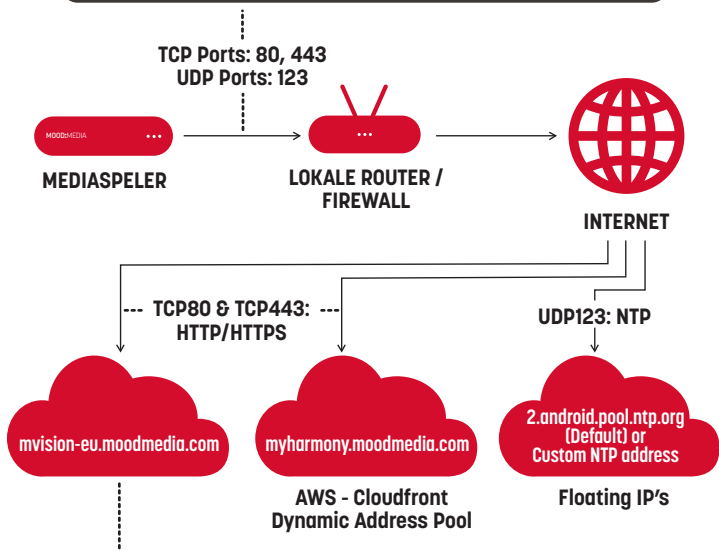 TCP Ports: 80, 443
UDP Ports: 123
MOOD:MEDIA
MEDIASPELER
LOKALE ROUTER /
FIREWALL
INTERNET
TCP80 & TCP443:
HTTP/HTTPS
UDP123: NTP
mvision-eu.moodmedia.com
myharmony.moodmedia.com
2.android.pool.ntp.org
(Default) or
Custom NTP address
AWS - Cloudfront
Dynamic Address Pool
Floating IP's